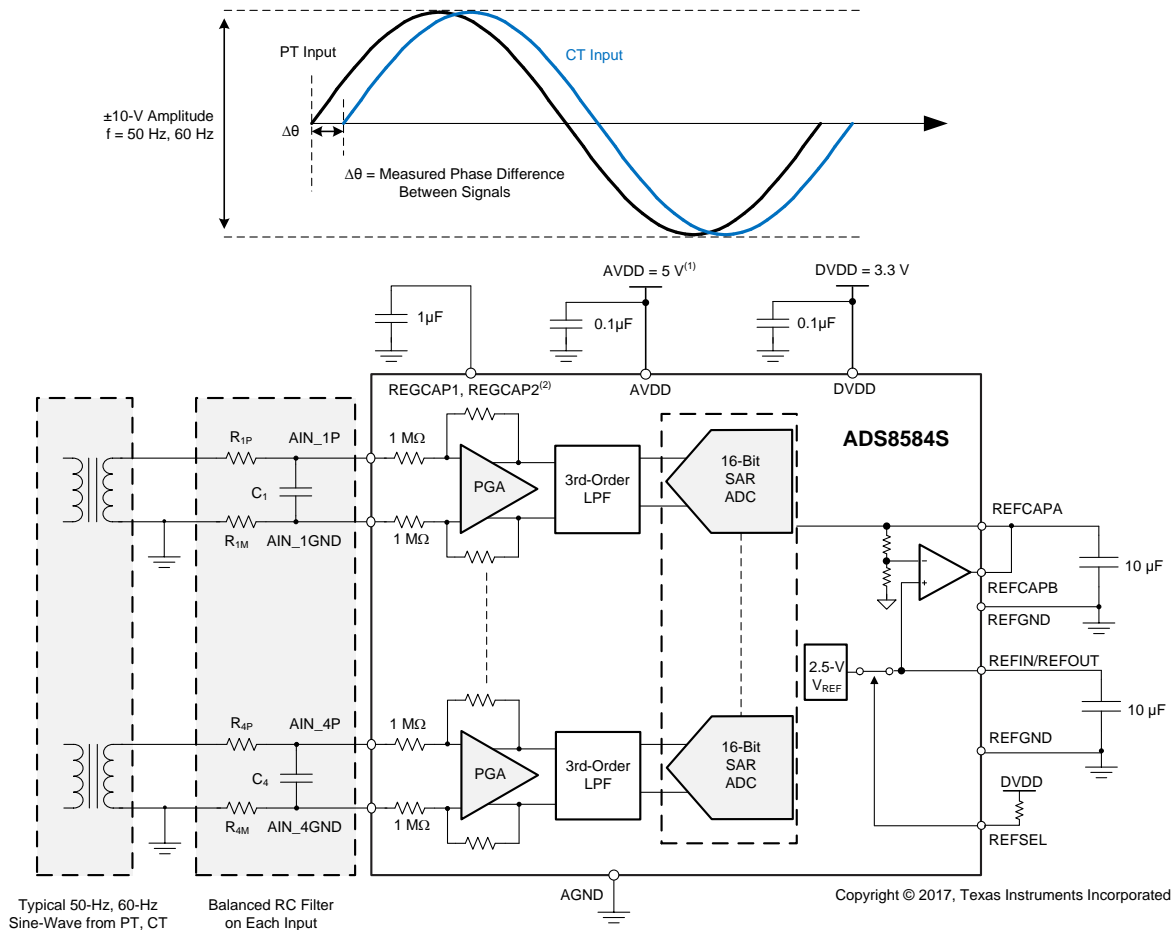 PT Input
CT Input
±10-V Amplitude
f = 50 Hz, 60 Hz
Δθ
Δθ = Measured Phase Difference
Between Signals
AVDD = 5 V(1)
DVDD = 3.3 V
1µF
0.1µF
0.1µF
REGCAP1, REGCAP2(2)
AVDD
DVDD
ADS8584S
R1P
AIN_1P
1 MΩ
C1
PGA
3rd-Order
LPF
16-Bit
SAR
ADC
R1M
AIN_1GND
1 MΩ
REFCAPA
10 µF
REFCAPB
REFGND
2.5-V
VREF
REFIN/REFOUT
10 µF
REFGND
R4P
AIN_4P
1 MΩ
C4
PGA
3rd-Order
LPF
16-Bit
SAR
ADC
R4M
AIN_4GND
1 MΩ
DVDD
REFSEL
AGND
Typical 50-Hz, 60-Hz
Sine-Wave from PT, CT
Balanced RC Filter
on Each Input
Copyright © 2017, Texas Instruments Incorporated